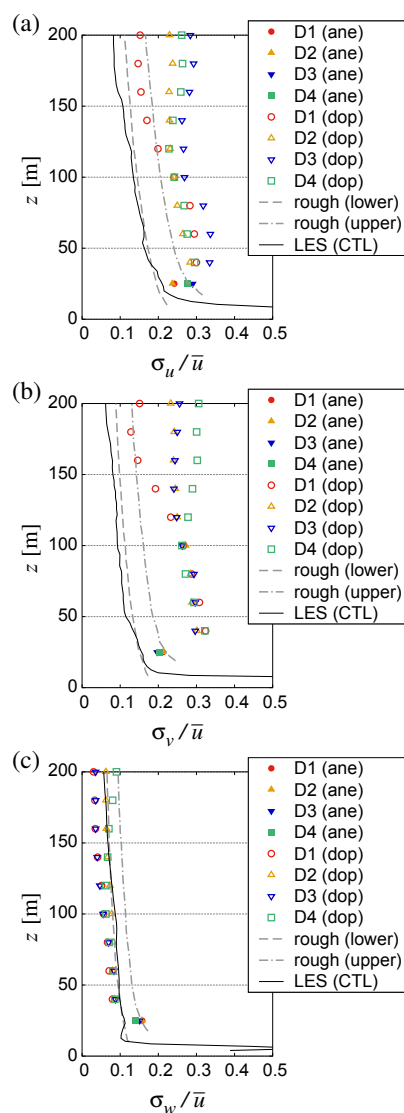 (a)
200
150
100
50
0
z [m]
0 0.1 0.2 0.3 0.4 0.5
σ_u / ū
D1 (ane)
D2 (ane)
D3 (ane)
D4 (ane)
D1 (dop)
D2 (dop)
D3 (dop)
D4 (dop)
rough (lower)
rough (upper)
LES (CTL)
(b)
200
150
100
50
0
z [m]
0 0.1 0.2 0.3 0.4 0.5
σ_v / ū
D1 (ane)
D2 (ane)
D3 (ane)
D4 (ane)
D1 (dop)
D2 (dop)
D3 (dop)
D4 (dop)
rough (lower)
rough (upper)
LES (CTL)
(c)
200
150
100
50
0
z [m]
0 0.1 0.2 0.3 0.4 0.5
σ_w / ū
D1 (ane)
D2 (ane)
D3 (ane)
D4 (ane)
D1 (dop)
D2 (dop)
D3 (dop)
D4 (dop)
rough (lower)
rough (upper)
LES (CTL)